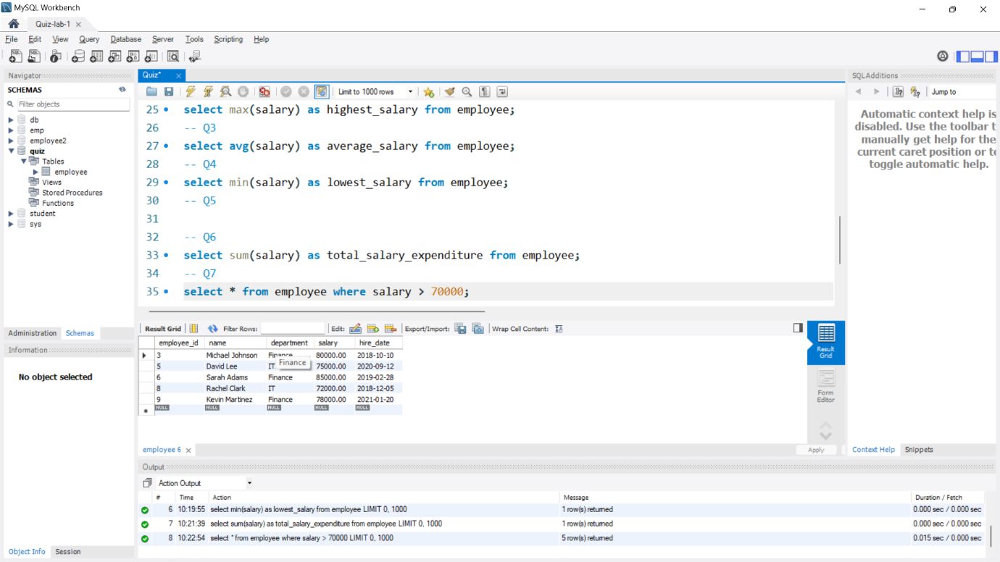 MySQL Workbench
Quiz-lab-1
File Edit View Query Database Server Tools Scripting Help
Navigator
SCHEMAS
Filter objects
db
emp
employee2
quiz
Tables
employee
Views
Stored Procedures
Functions
student
sys
Administration Schemas
Information
No object selected
Object Info Session
Quiz*
Limit to 1000 rows
25 select max(salary) as highest_salary from employee;
26 -- Q3
27 select avg(salary) as average_salary from employee;
28 -- Q4
29 select min(salary) as lowest_salary from employee;
30 -- Q5
31
32 -- Q6
33 select sum(salary) as total_salary_expenditure from employee;
34 -- Q7
35 select * from employee where salary > 70000;
Result Grid Filter Rows: Edit: Export/Import: Wrap Cell Content:
employee_id name department salary hire_date
3 Michael Johnson Finance 80000.00 2018-10-10
Finance
5 David Lee IT 75000.00 2020-09-12
6 Sarah Adams Finance 85000.00 2019-02-28
8 Rachel Clark IT 72000.00 2018-12-05
9 Kevin Martinez Finance 78000.00 2021-01-20
NULL NULL NULL NULL NULL
Result Grid
Form Editor
employee 6
Apply
SQLAdditions
Jump to
Automatic context help is
disabled. Use the toolbar t
manually get help for the
current caret position or to
toggle automatic help.
Context Help Snippets
Output
Action Output
# Time Action Message Duration / Fetch
6 10:19:55 select min(salary) as lowest_salary from employee LIMIT 0, 1000 1 row(s) returned 0.000 sec / 0.000 sec
7 10:21:39 select sum(salary) as total_salary_expenditure from employee LIMIT 0, 1000 1 row(s) returned 0.000 sec / 0.000 sec
8 10:22:54 select * from employee where salary > 70000 LIMIT 0, 1000 5 row(s) returned 0.015 sec / 0.000 sec